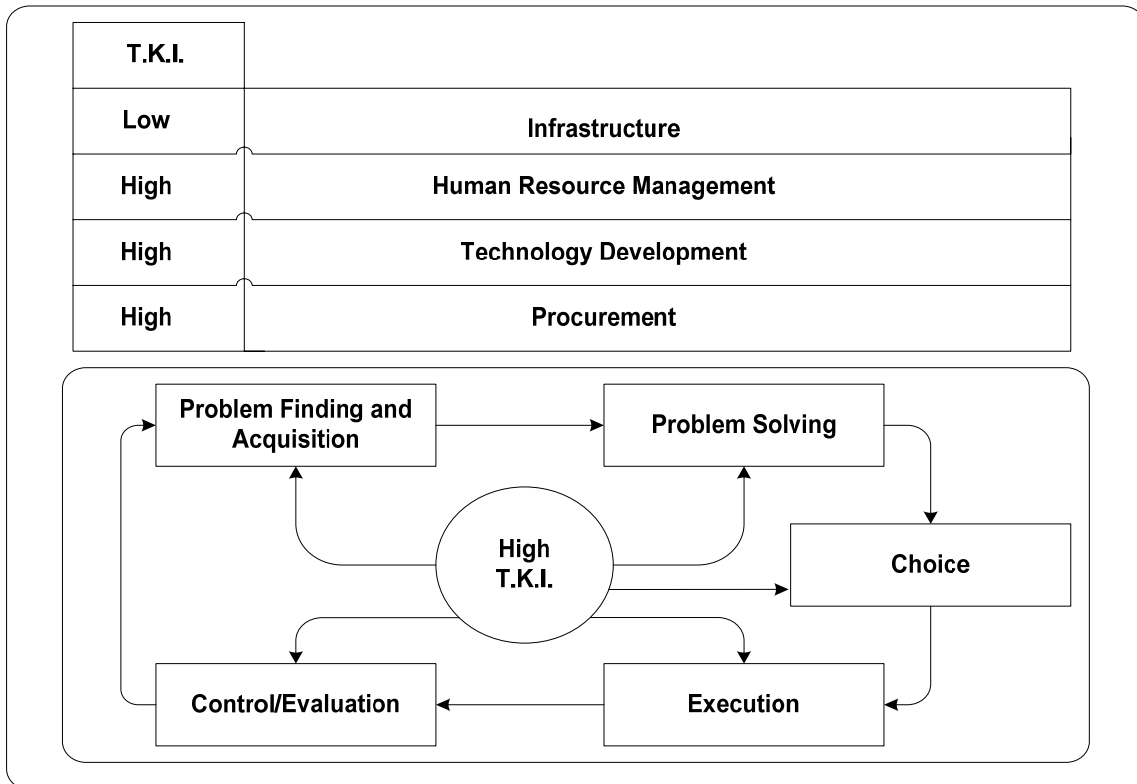 T.K.I.
Low
Infrastructure
High
Human Resource Management
High
Technology Development
High
Procurement
Problem Finding and
Acquisition
Problem Solving
High
T.K.I.
Choice
Control/Evaluation
Execution